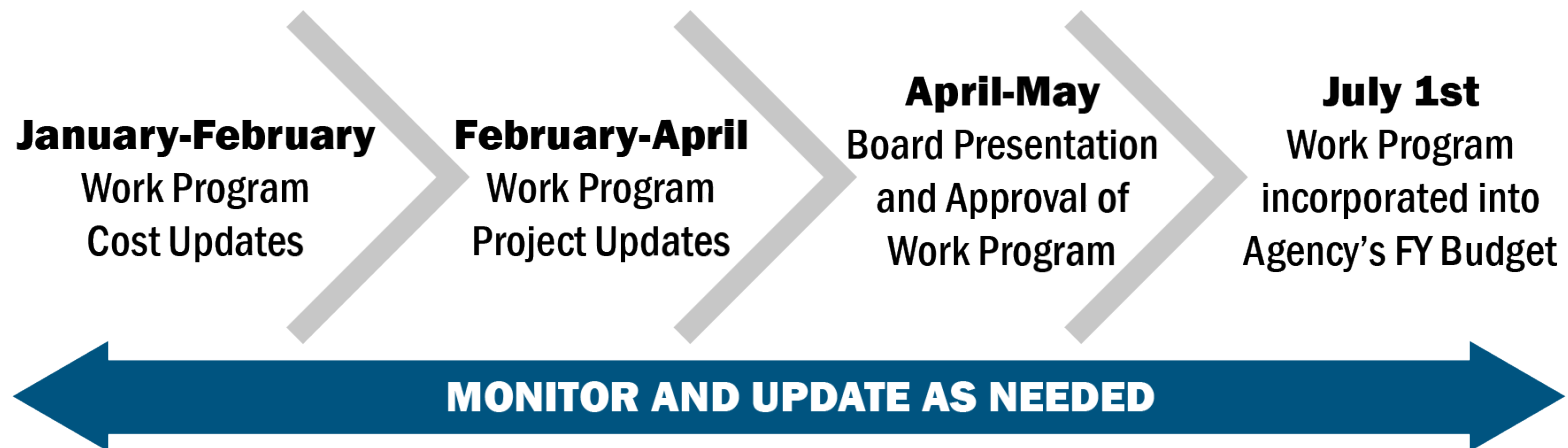 January-February
Work Program
Cost Updates
February-April
Work Program
Project Updates
April-May
Board Presentation
and Approval of
Work Program
July 1st
Work Program
incorporated into
Agency’s FY Budget
MONITOR AND UPDATE AS NEEDED